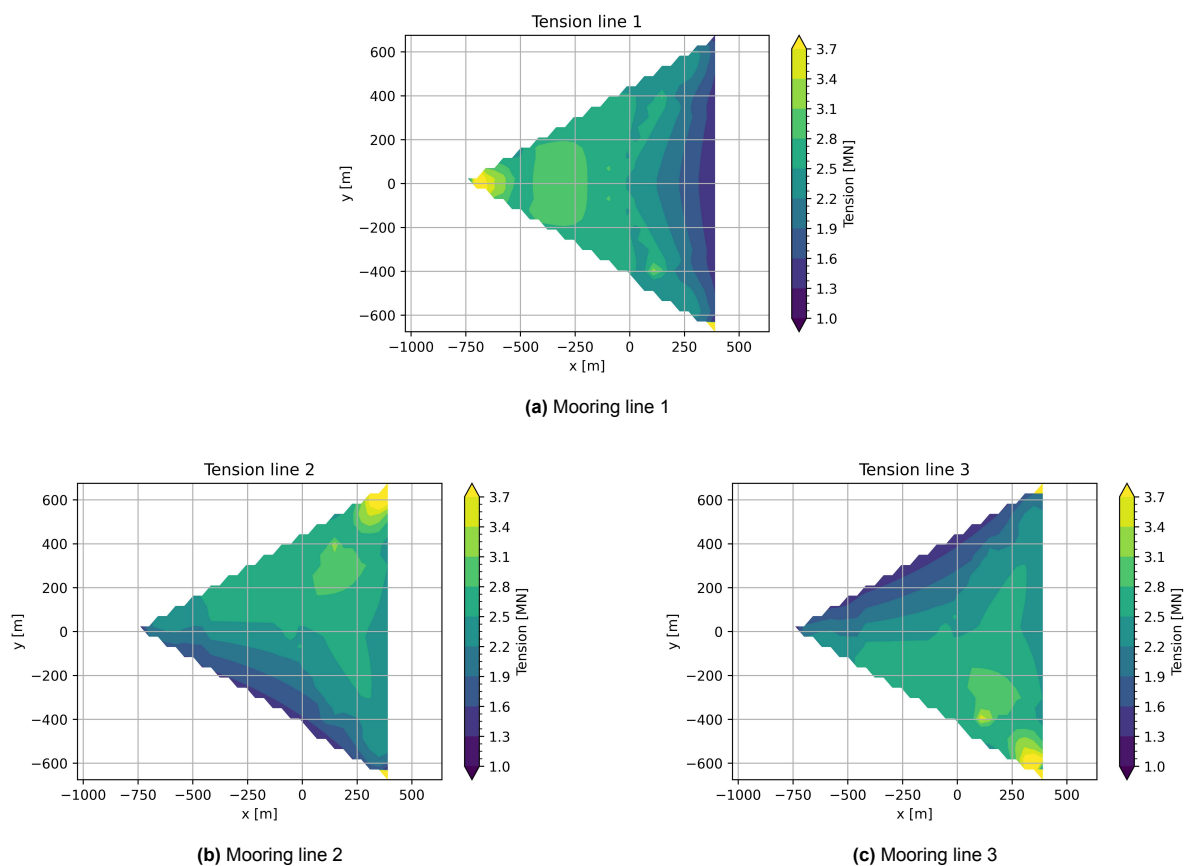 Tension line 1
600
400
200
0
−200
−400
−600
y [m]
−1000 −750 −500 −250 0 250 500
x [m]
3.7
3.4
3.1
2.8
2.5
2.2
1.9
1.6
1.3
1.0
Tension [MN]
(a) Mooring line 1
Tension line 2
600
400
200
0
−200
−400
−600
y [m]
−1000 −750 −500 −250 0 250 500
x [m]
3.7
3.4
3.1
2.8
2.5
2.2
1.9
1.6
1.3
1.0
Tension [MN]
(b) Mooring line 2
Tension line 3
600
400
200
0
−200
−400
−600
y [m]
−1000 −750 −500 −250 0 250 500
x [m]
3.7
3.4
3.1
2.8
2.5
2.2
1.9
1.6
1.3
1.0
Tension [MN]
(c) Mooring line 3